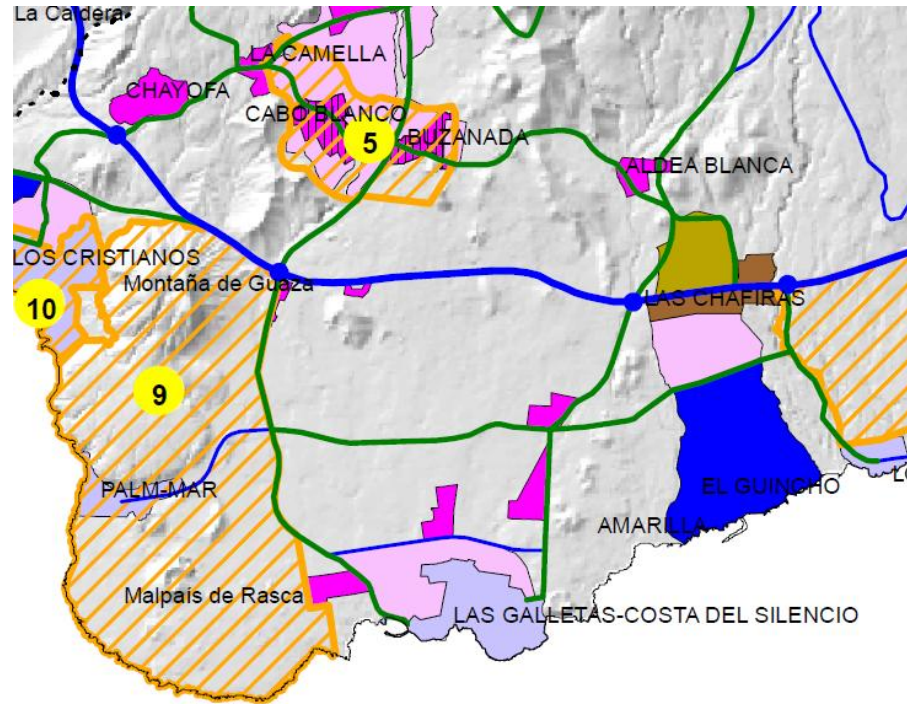 La Caldera
LA CAMELLA
CHAYOFA
CABO BLANCO
5
BUZANADA
ALDEA BLANCA
LOS CRISTIANOS
Montaña de Guaza
10
LAS CHAFIRAS
9
PALM-MAR
EL GUINCHO
LO
AMARILLA
Malpaís de Rasca
LAS GALLETAS-COSTA DEL SILENCIO